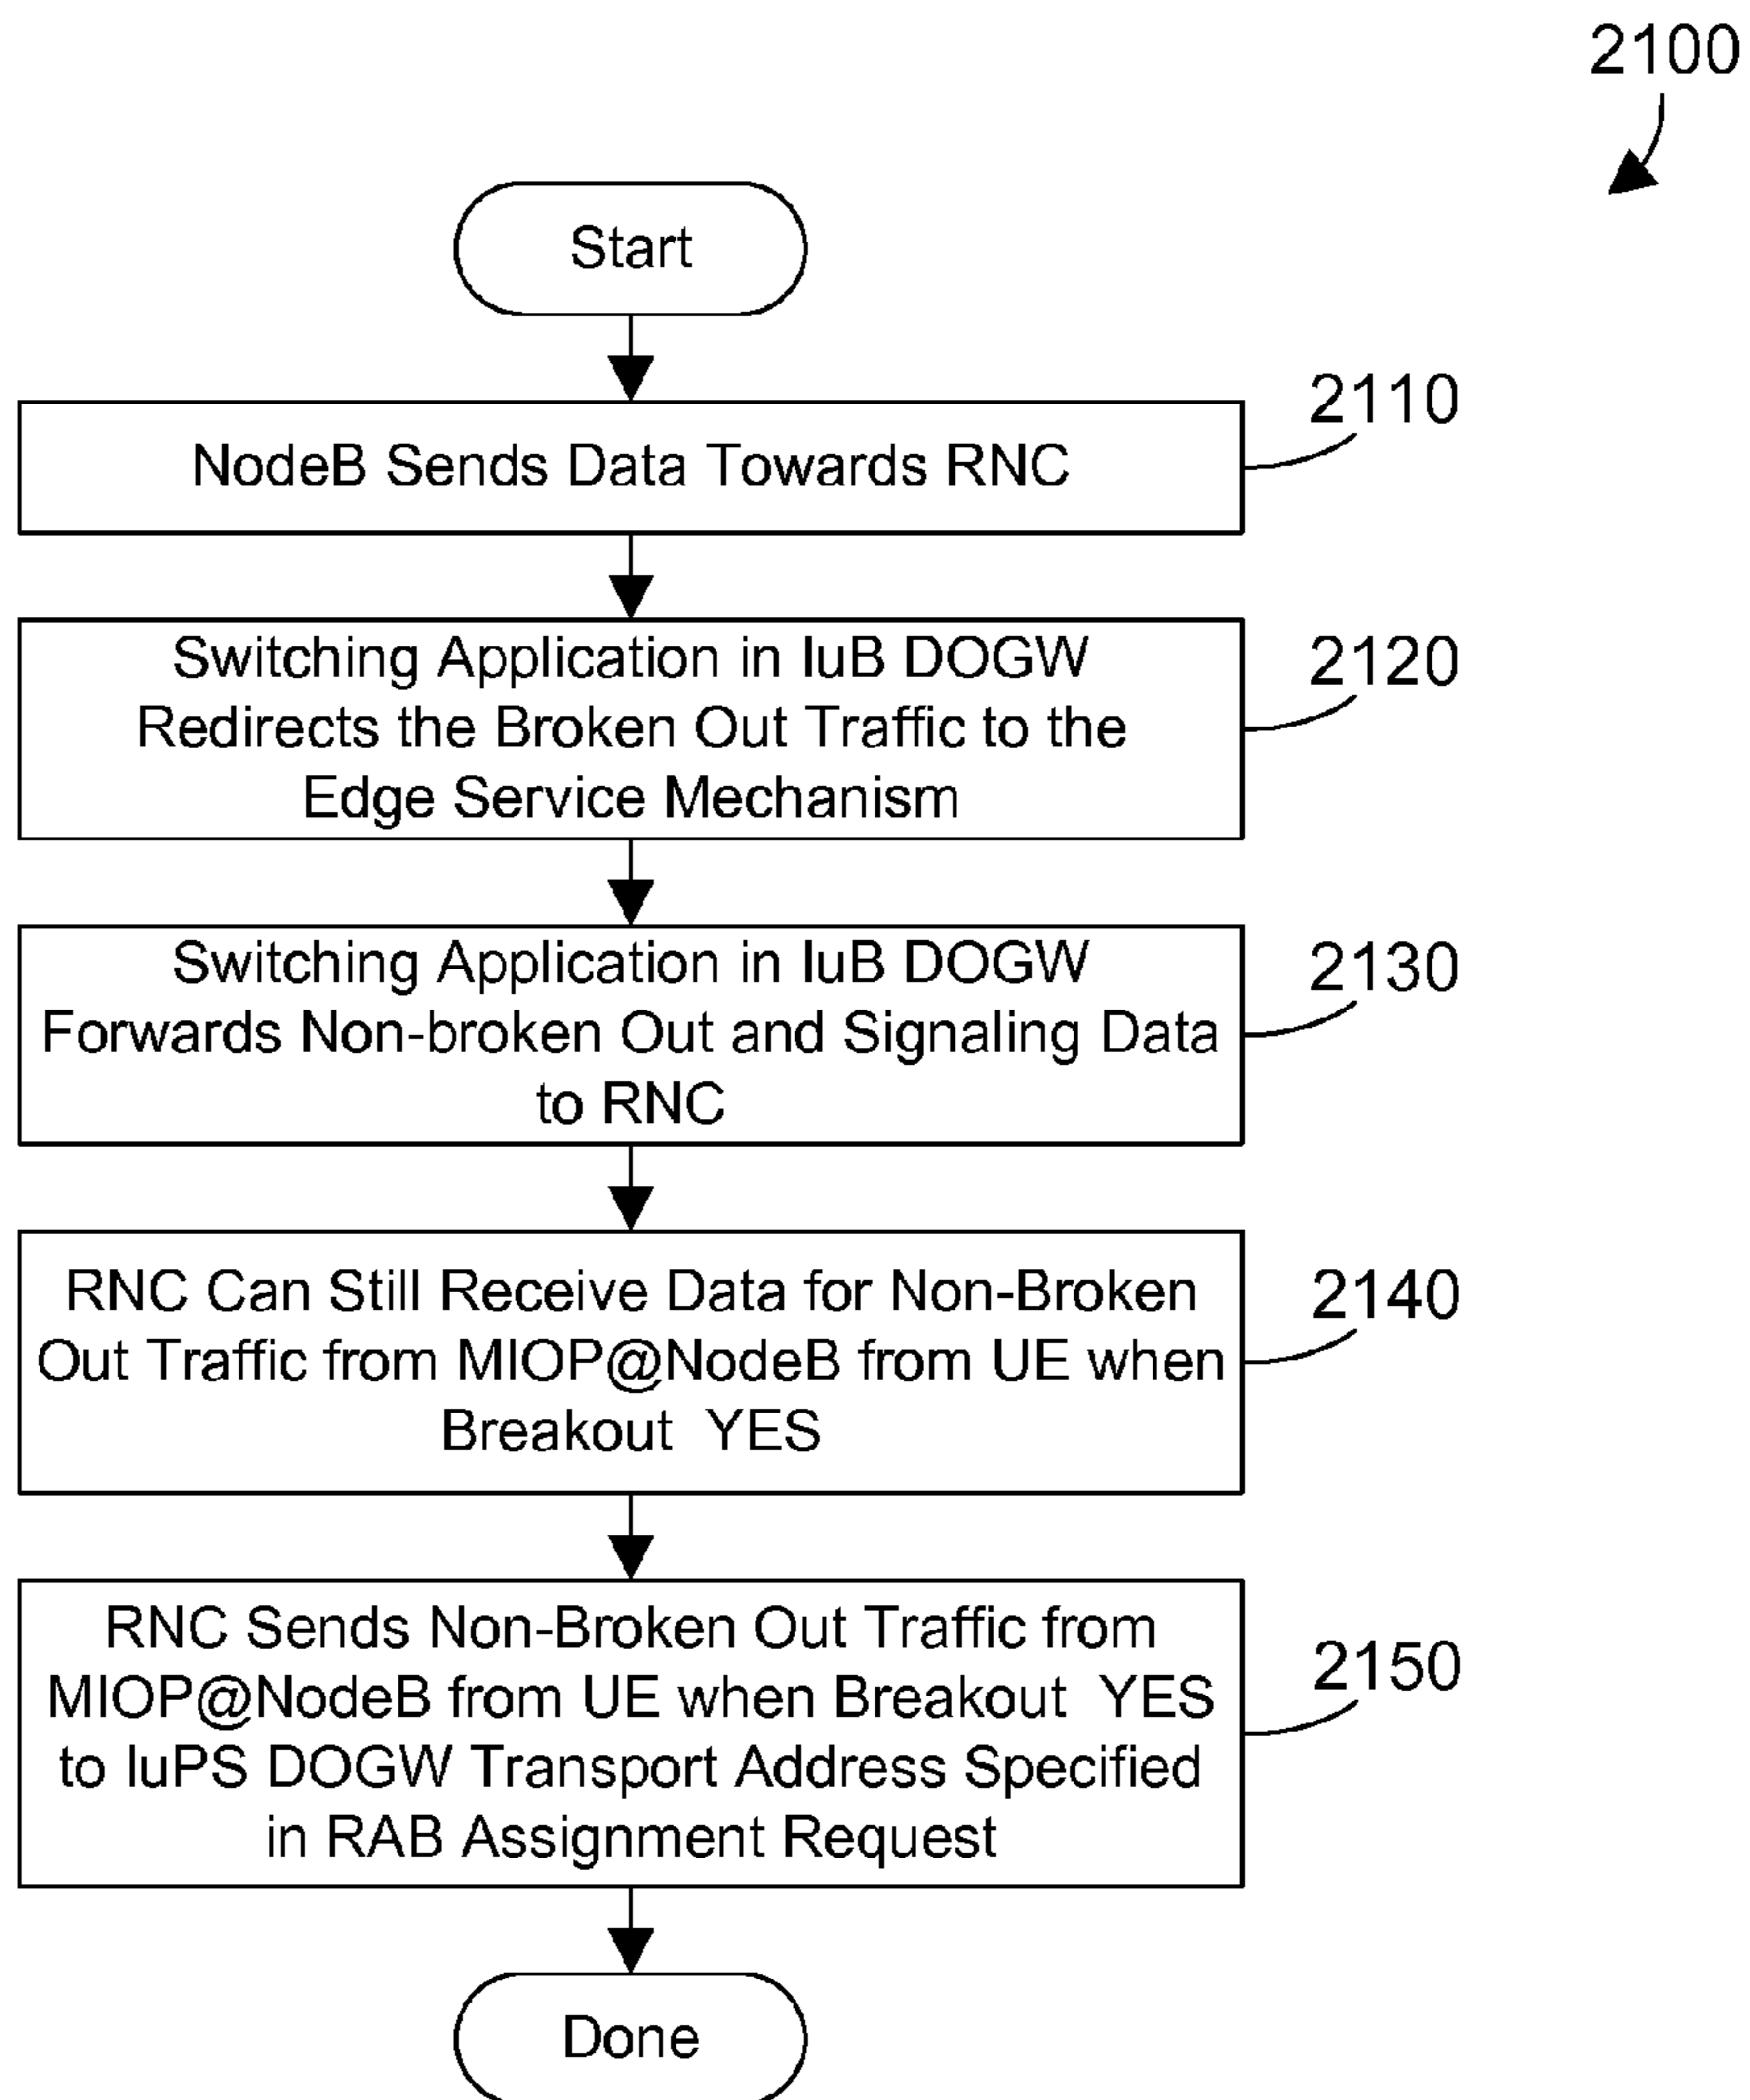 2100
Start
2110
NodeB Sends Data Towards RNC
2120
Switching Application in IuB DOGW
Redirects the Broken Out Traffic to the
Edge Service Mechanism
2130
Switching Application in IuB DOGW
Forwards Non-broken Out and Signaling Data
to RNC
2140
RNC Can Still Receive Data for Non-Broken
Out Traffic from MIOP@NodeB from UE when
Breakout YES
2150
RNC Sends Non-Broken Out Traffic from
MIOP@NodeB from UE when Breakout YES
to IuPS DOGW Transport Address Specified
in RAB Assignment Request
Done